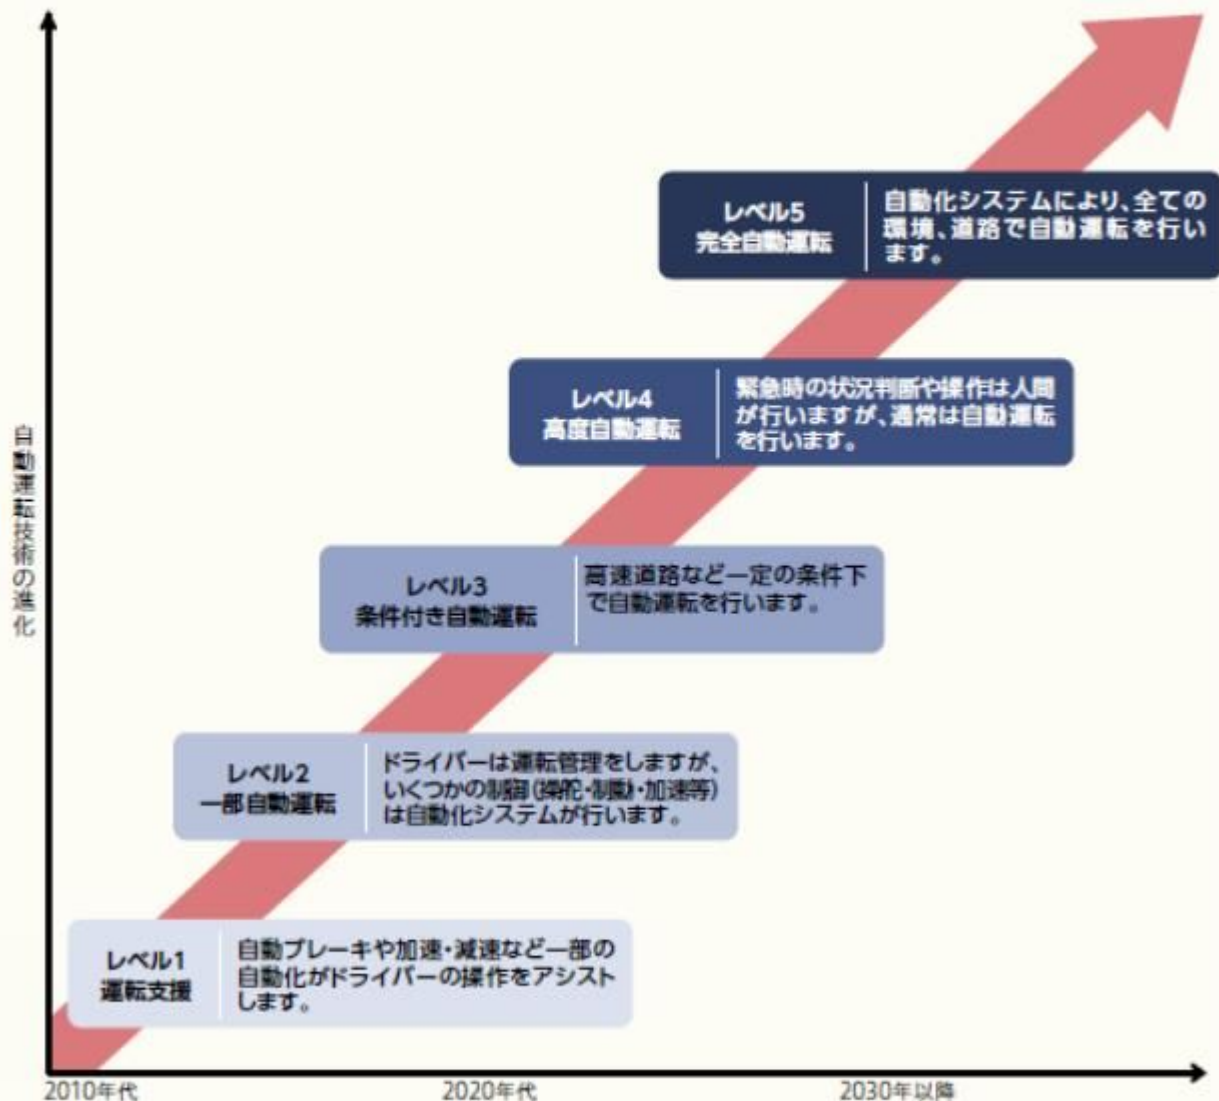 レベル5
完全自動運転
自動化システムにより、全ての
環境、道路で自動運転を行い
ます。
レベル4
高度自動運転
緊急時の状況判断や操作は人間
が行いますが、通常は自動運転
を行います。
レベル3
条件付き自動運転
高速道路など一定の条件下
で自動運転を行います。
レベル2
一部自動運転
ドライバーは運転管理をしますが、
いくつかの制御(操舵・制動・加速等)
は自動化システムが行います。
レベル1
運転支援
自動ブレーキや加速・減速など一部の
自動化がドライバーの操作をアシスト
します。
自動運転技術の進化
2010年代
2020年代
2030年以降